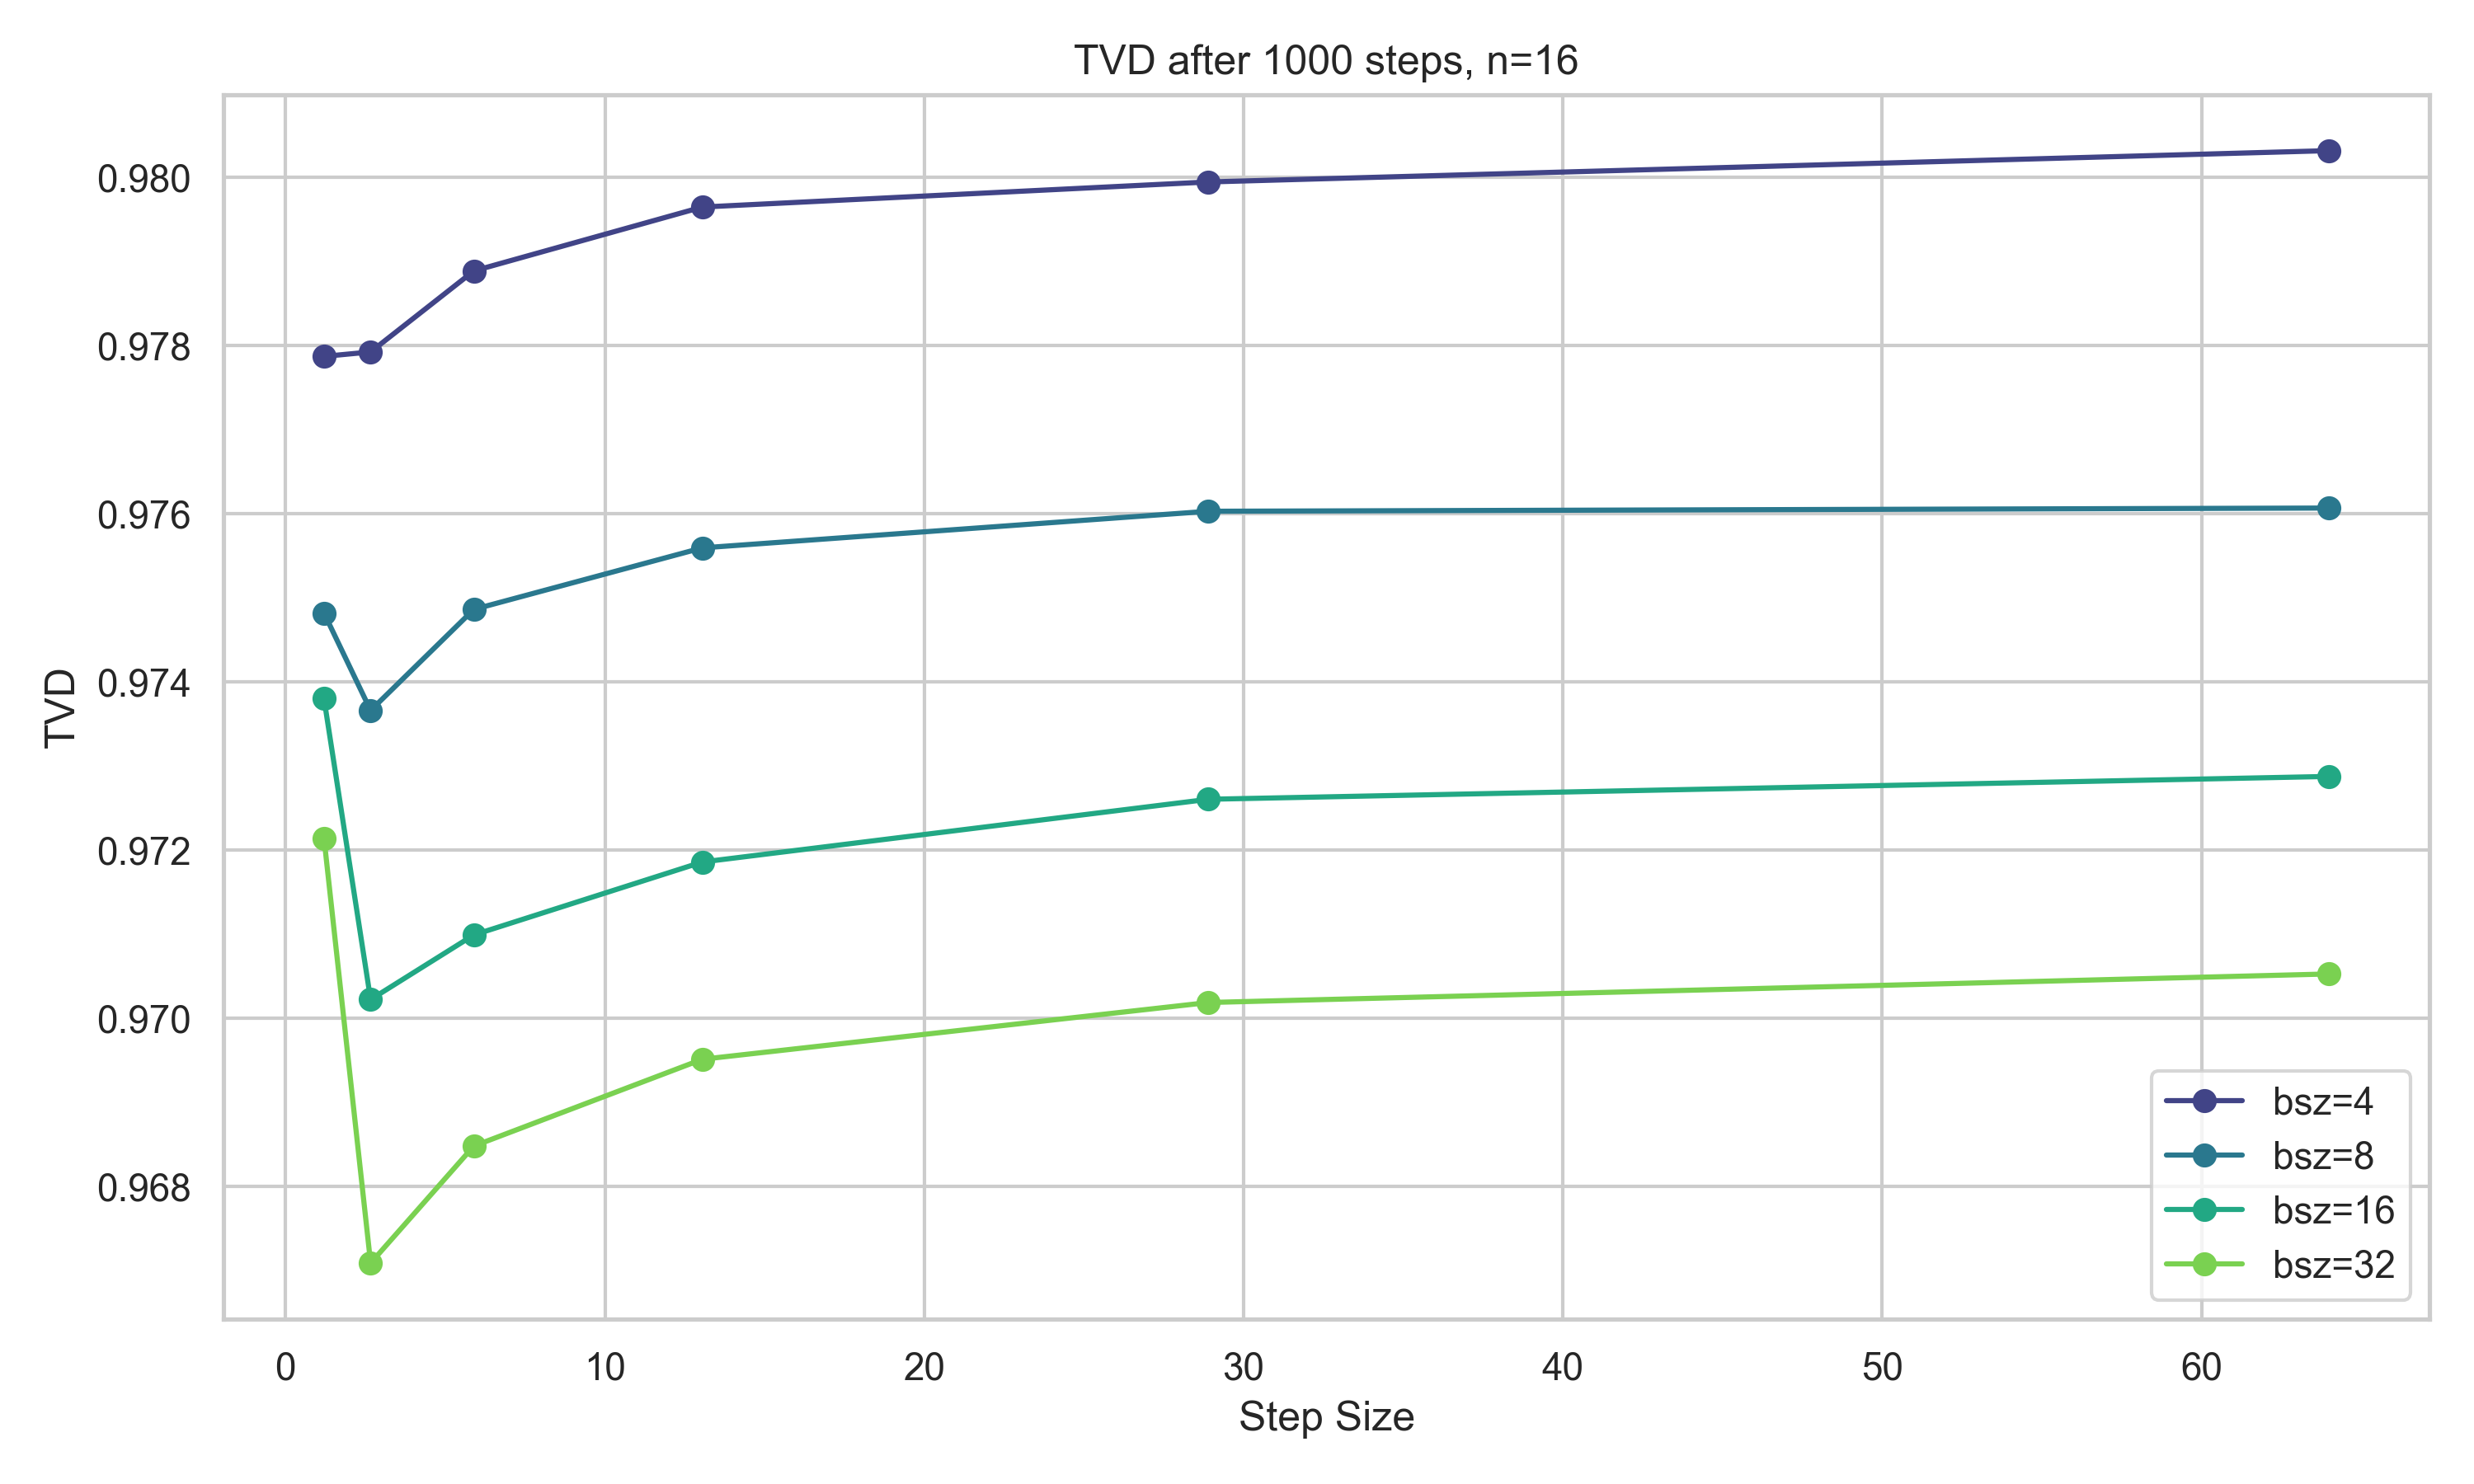 TVD after 1000 steps, n=16
0.980
0.978
0.976
0.974
0.972
0.970
0.968
TVD
0 10 20 30 40 50 60
Step Size
bsz=4
bsz=8
bsz=16
bsz=32